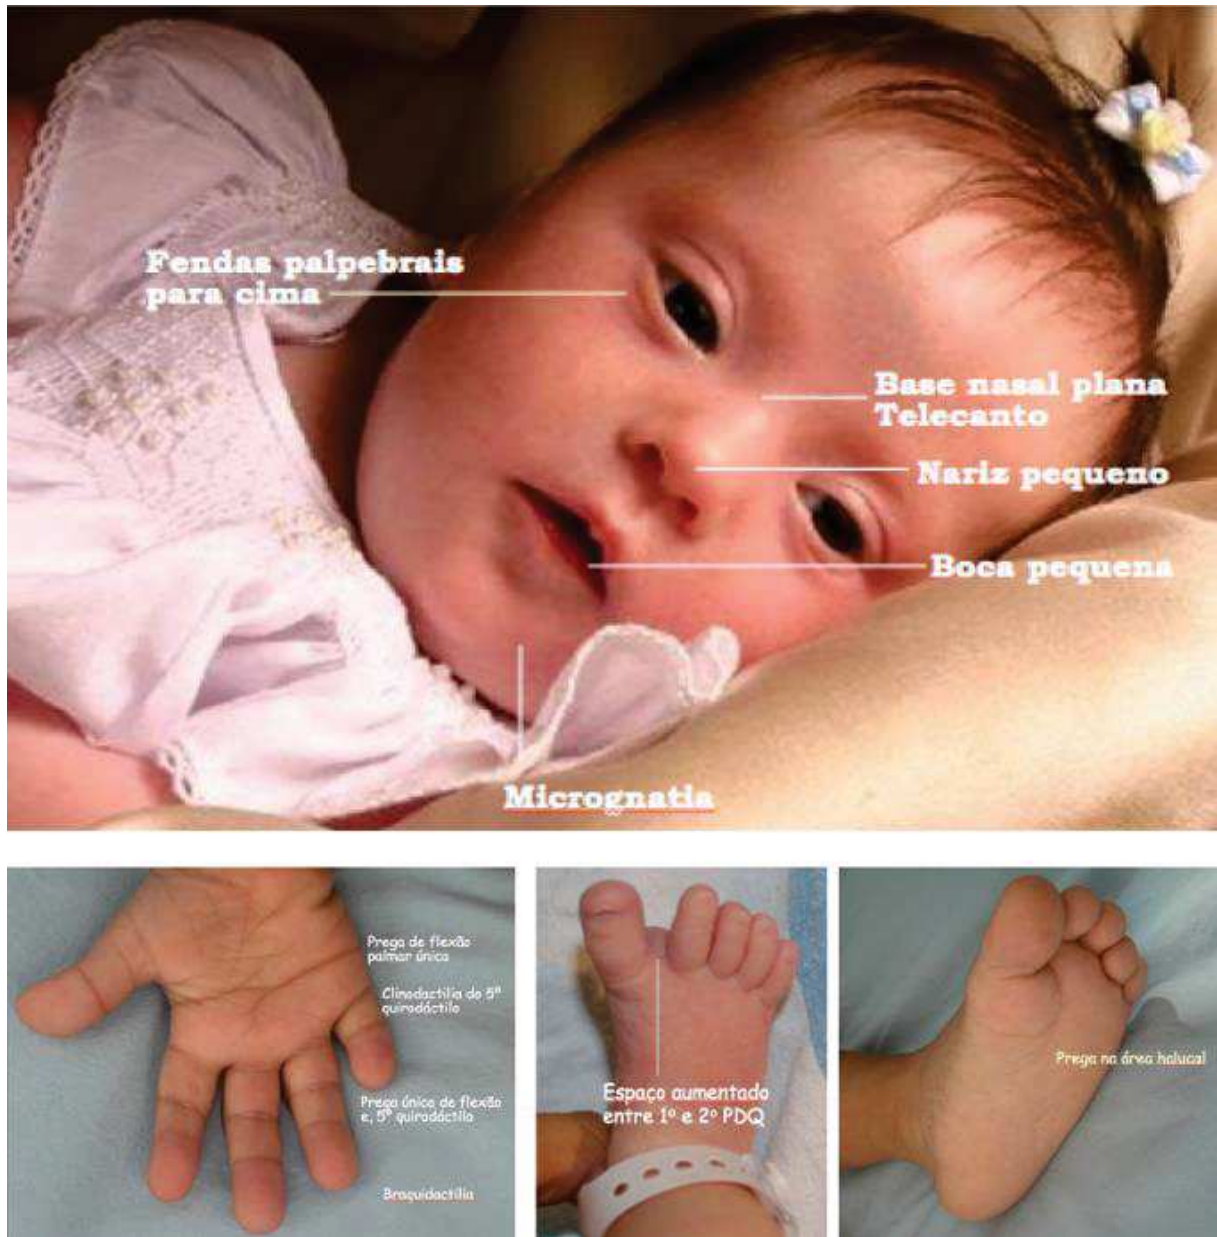 Fendas palpebrais
para cima
Base nasal plana
Telecanto
Nariz pequeno
Boca pequena
Micrognatia
Prega de flexão
palmar única
Clinodactilia do 5º
quirodáctilo
Prega única de flexão
e, 5º quirodáctilo
Braquidactilia
Espaço aumentado
entre 1º e 2º PDQ
Prega na área halucal